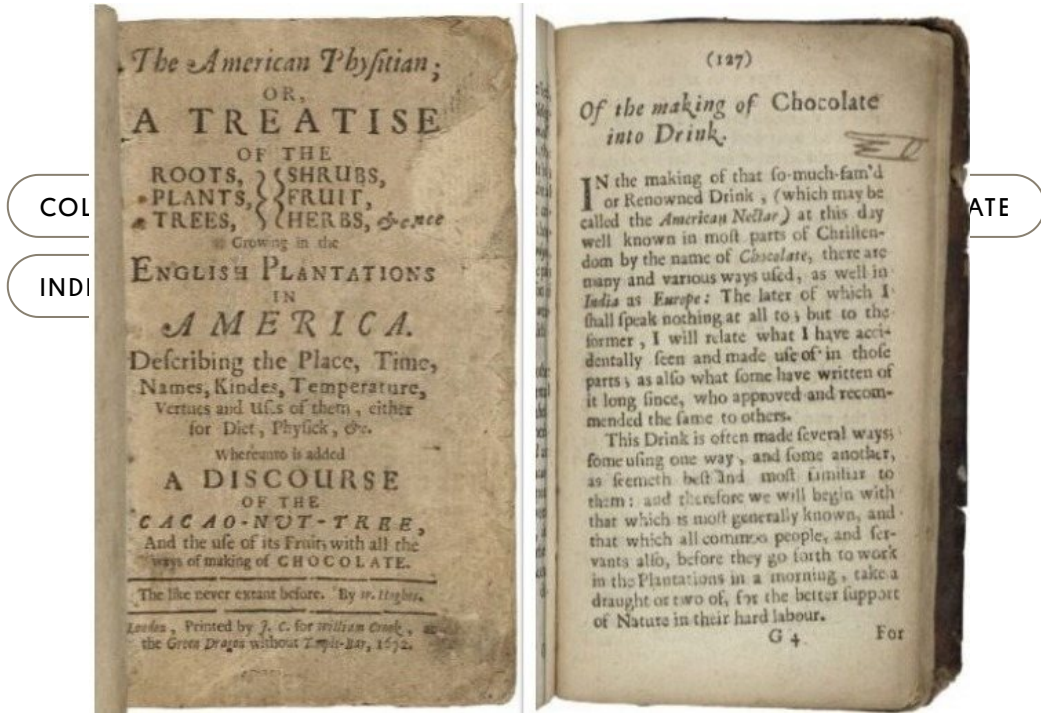 The American Phyſitian;
OR,
A TREATISE
OF THE
ROOTS, SHRUBS,
PLANTS, FRUIT,
TREES, HERBS, &c.
Growing in the
ENGLISH PLANTATIONS
IN
AMERICA.
Deſcribing the Place, Time,
Names, Kindes, Temperature,
Vertues and Uſes of them, either
for Diet, Phyſick, &c.
Whereunto is added
A DISCOURSE
OF THE
CACAO-NUT-TREE,
And the uſe of its Fruit; with all the
ways of making of CHOCOLATE.
The like never extant before. By W. Hughes.
London, Printed by J. C. for William Crook,
the Green Dragon without Temple-Bar, 1672.
(127)
Of the making of Chocolate
into Drink.
IN the making of that ſo-much-fam'd
or Renowned Drink, (which may be
called the American Nectar) at this day
well known in moſt parts of Chriſten-
dom by the name of Chocolate, there are
many and various ways uſed, as well in
India as Europe: The later of which I
ſhall ſpeak nothing at all to; but to the
former, I will relate what I have acci-
dentally ſeen and made uſe of in thoſe
parts; as alſo what ſome have written of
it long ſince, who approved and recom-
mended the ſame to others.
This Drink is often made ſeveral ways;
ſome uſing one way, and ſome another,
as ſeemeth beſt and moſt familiar to
them: and therefore we will begin with
that which is moſt generally known, and
that which all common people, and ſer-
vants alſo, before they go forth to work
in the Plantations in a morning, take a
draught or two of, for the better ſupport
of Nature in their hard labour.
G 4 For
COL
INDI
ATE